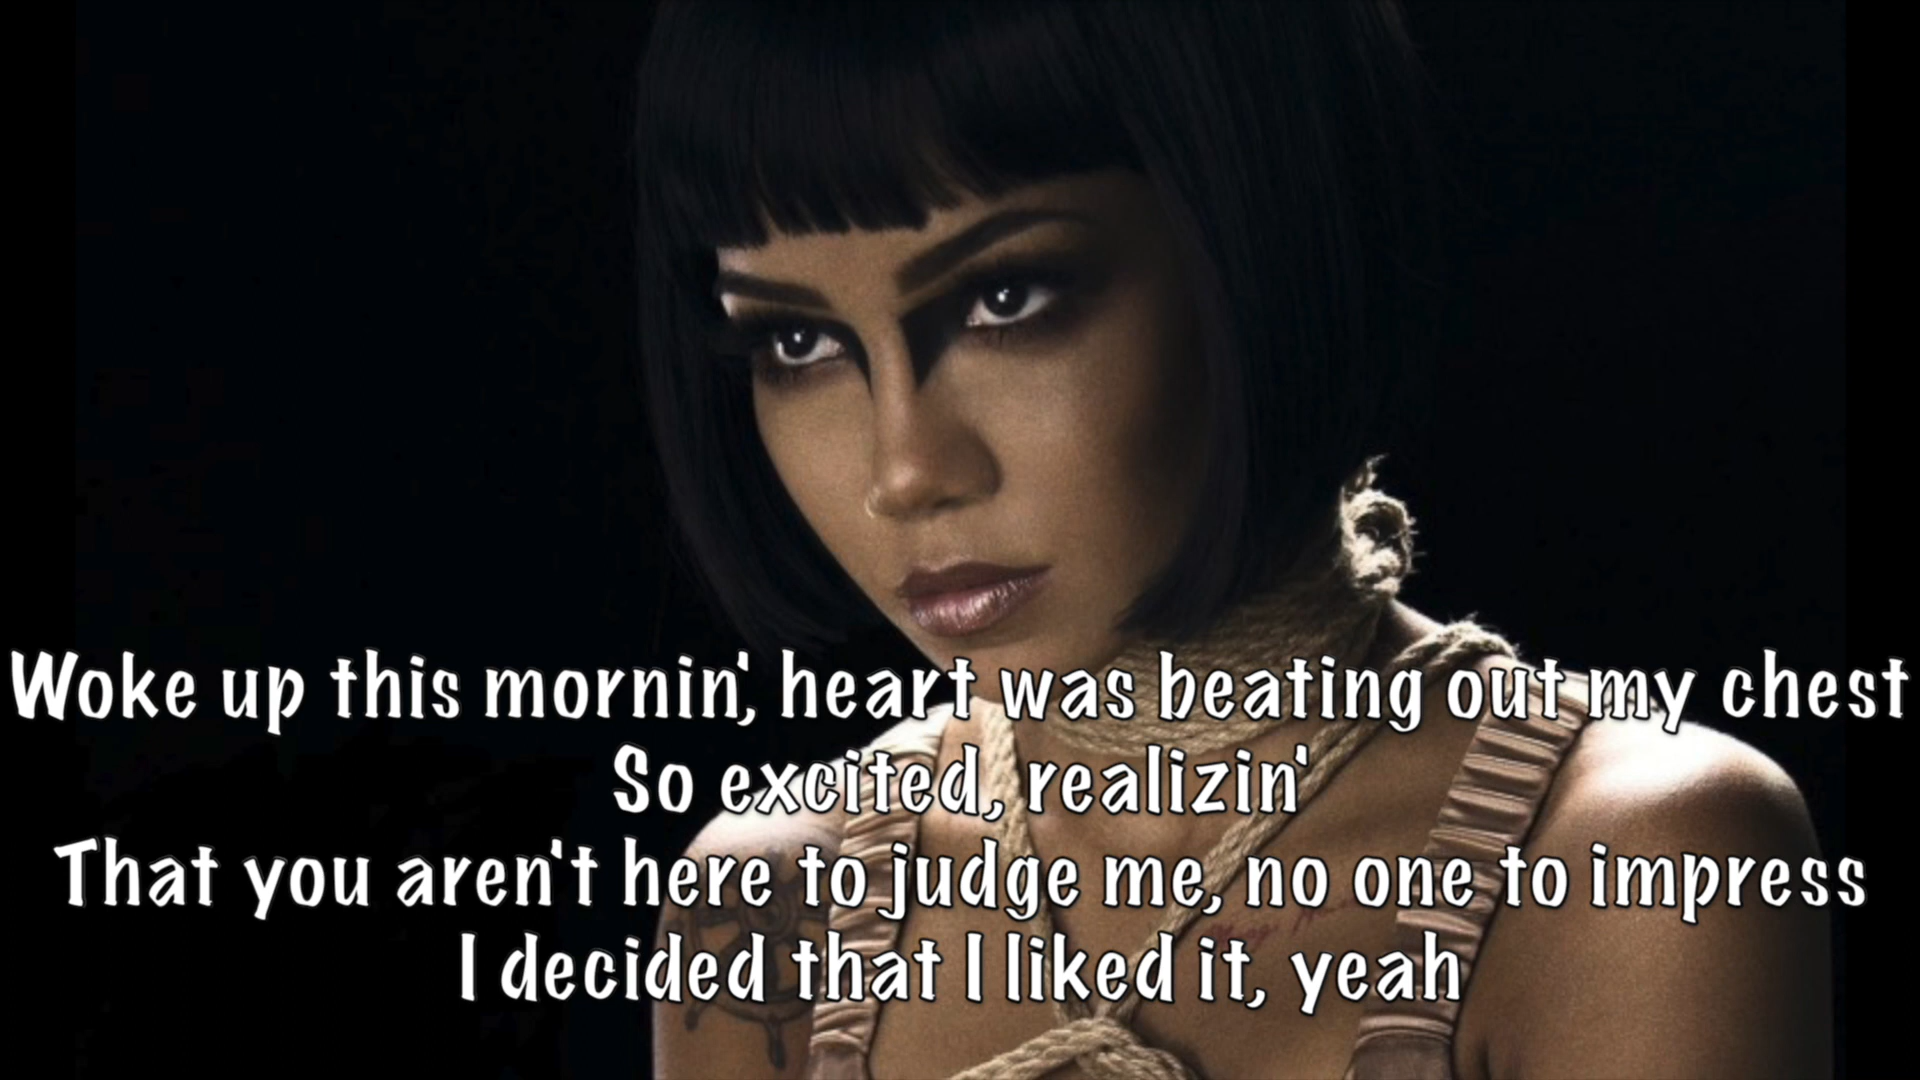 Woke up this mornin', heart was beating out my chest
So excited, realizin'
That you aren't here to judge me, no one to impress
I decided that I liked it, yeah